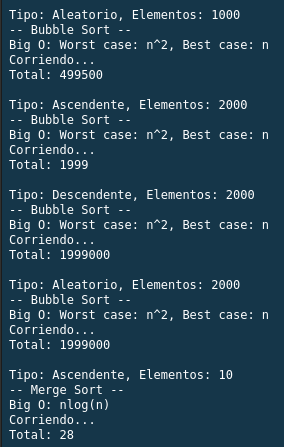 Tipo: Aleatorio, Elementos: 1000
-- Bubble Sort --
Big O: Worst case: n^2, Best case: n
Corriendo...
Total: 499500
Tipo: Ascendente, Elementos: 2000
-- Bubble Sort --
Big O: Worst case: n^2, Best case: n
Corriendo...
Total: 1999
Tipo: Descendente, Elementos: 2000
-- Bubble Sort --
Big O: Worst case: n^2, Best case: n
Corriendo...
Total: 1999000
Tipo: Aleatorio, Elementos: 2000
-- Bubble Sort --
Big O: Worst case: n^2, Best case: n
Corriendo...
Total: 1999000
Tipo: Ascendente, Elementos: 10
-- Merge Sort --
Big O: nlog(n)
Corriendo...
Total: 28